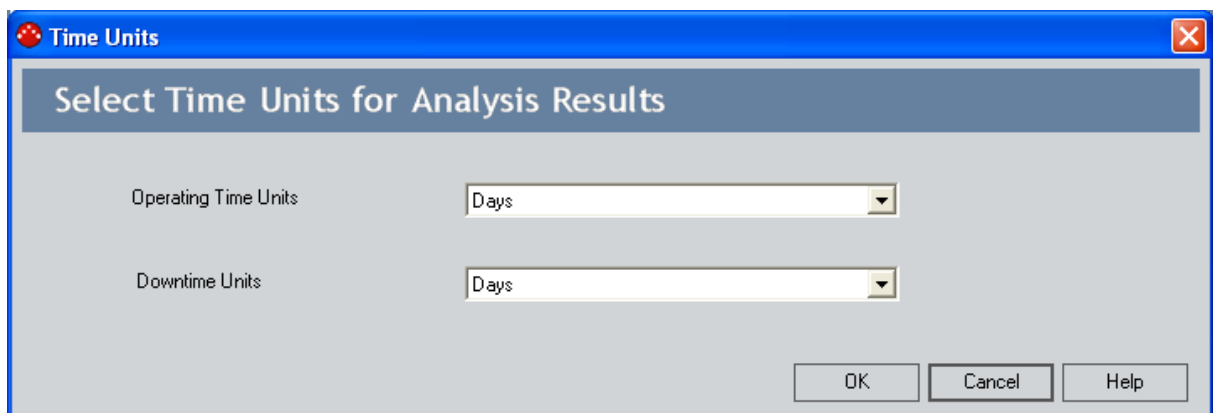 Time Units
Select Time Units for Analysis Results
Operating Time Units Days
Downtime Units Days
OK Cancel Help